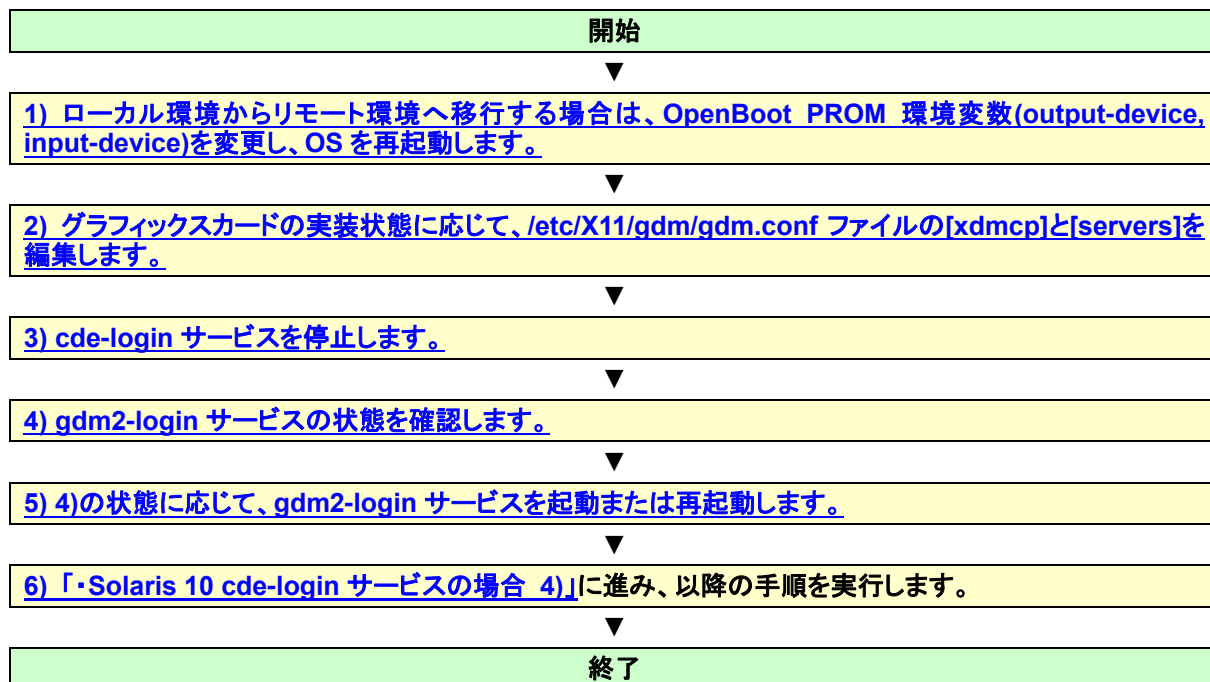 開始
▼
1) ローカル環境からリモート環境へ移行する場合は、OpenBoot PROM 環境変数(output-device,
input-device)を変更し、OS を再起動します。
▼
2) グラフィックスカードの実装状態に応じて、/etc/X11/gdm/gdm.conf ファイルの[xdmcp]と[servers]を
編集します。
▼
3) cde-login サービスを停止します。
▼
4) gdm2-login サービスの状態を確認します。
▼
5) 4)の状態に応じて、gdm2-login サービスを起動または再起動します。
▼
6) 「・Solaris 10 cde-login サービスの場合 4)」に進み、以降の手順を実行します。
▼
終了